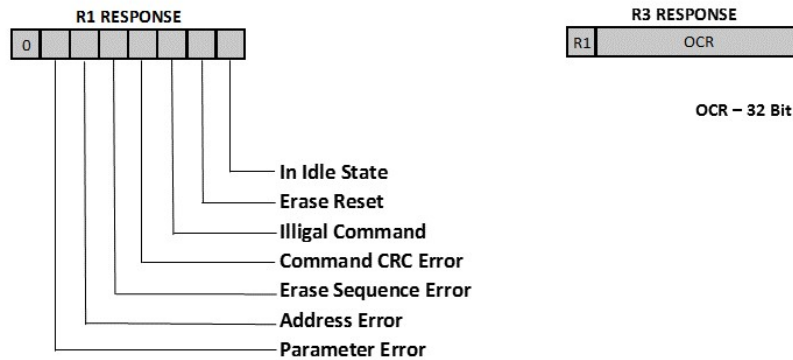 R1 RESPONSE
0
In Idle State
Erase Reset
Illigal Command
Command CRC Error
Erase Sequence Error
Address Error
Parameter Error
R3 RESPONSE
R1 OCR
OCR – 32 Bit